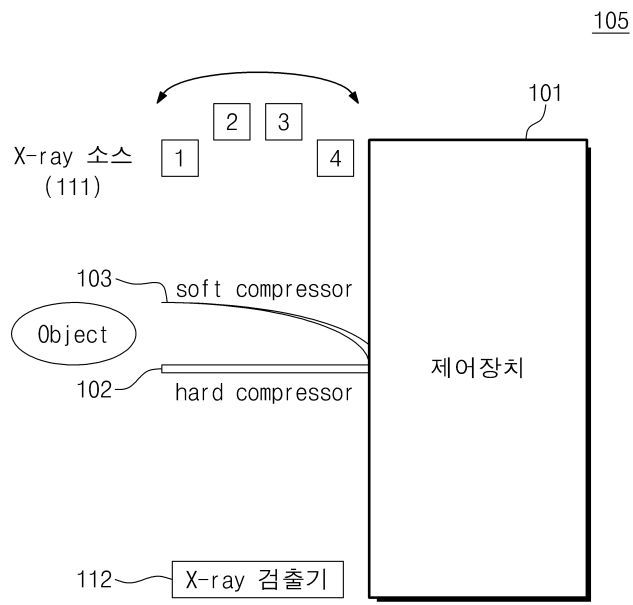 105
101
2 3
1 4
X-ray 소스
(111)
103
soft compressor
Object
제어장치
102
hard compressor
112
X-ray 검출기